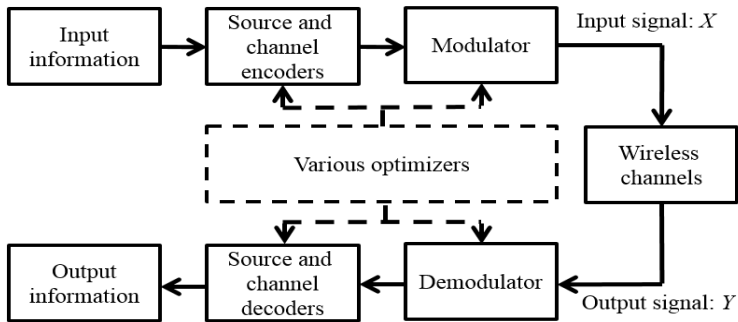 Input
information
Source and
channel
encoders
Modulator
Input signal: X
Various optimizers
Wireless
channels
Output
information
Source and
channel
decoders
Demodulator
Output signal: Y